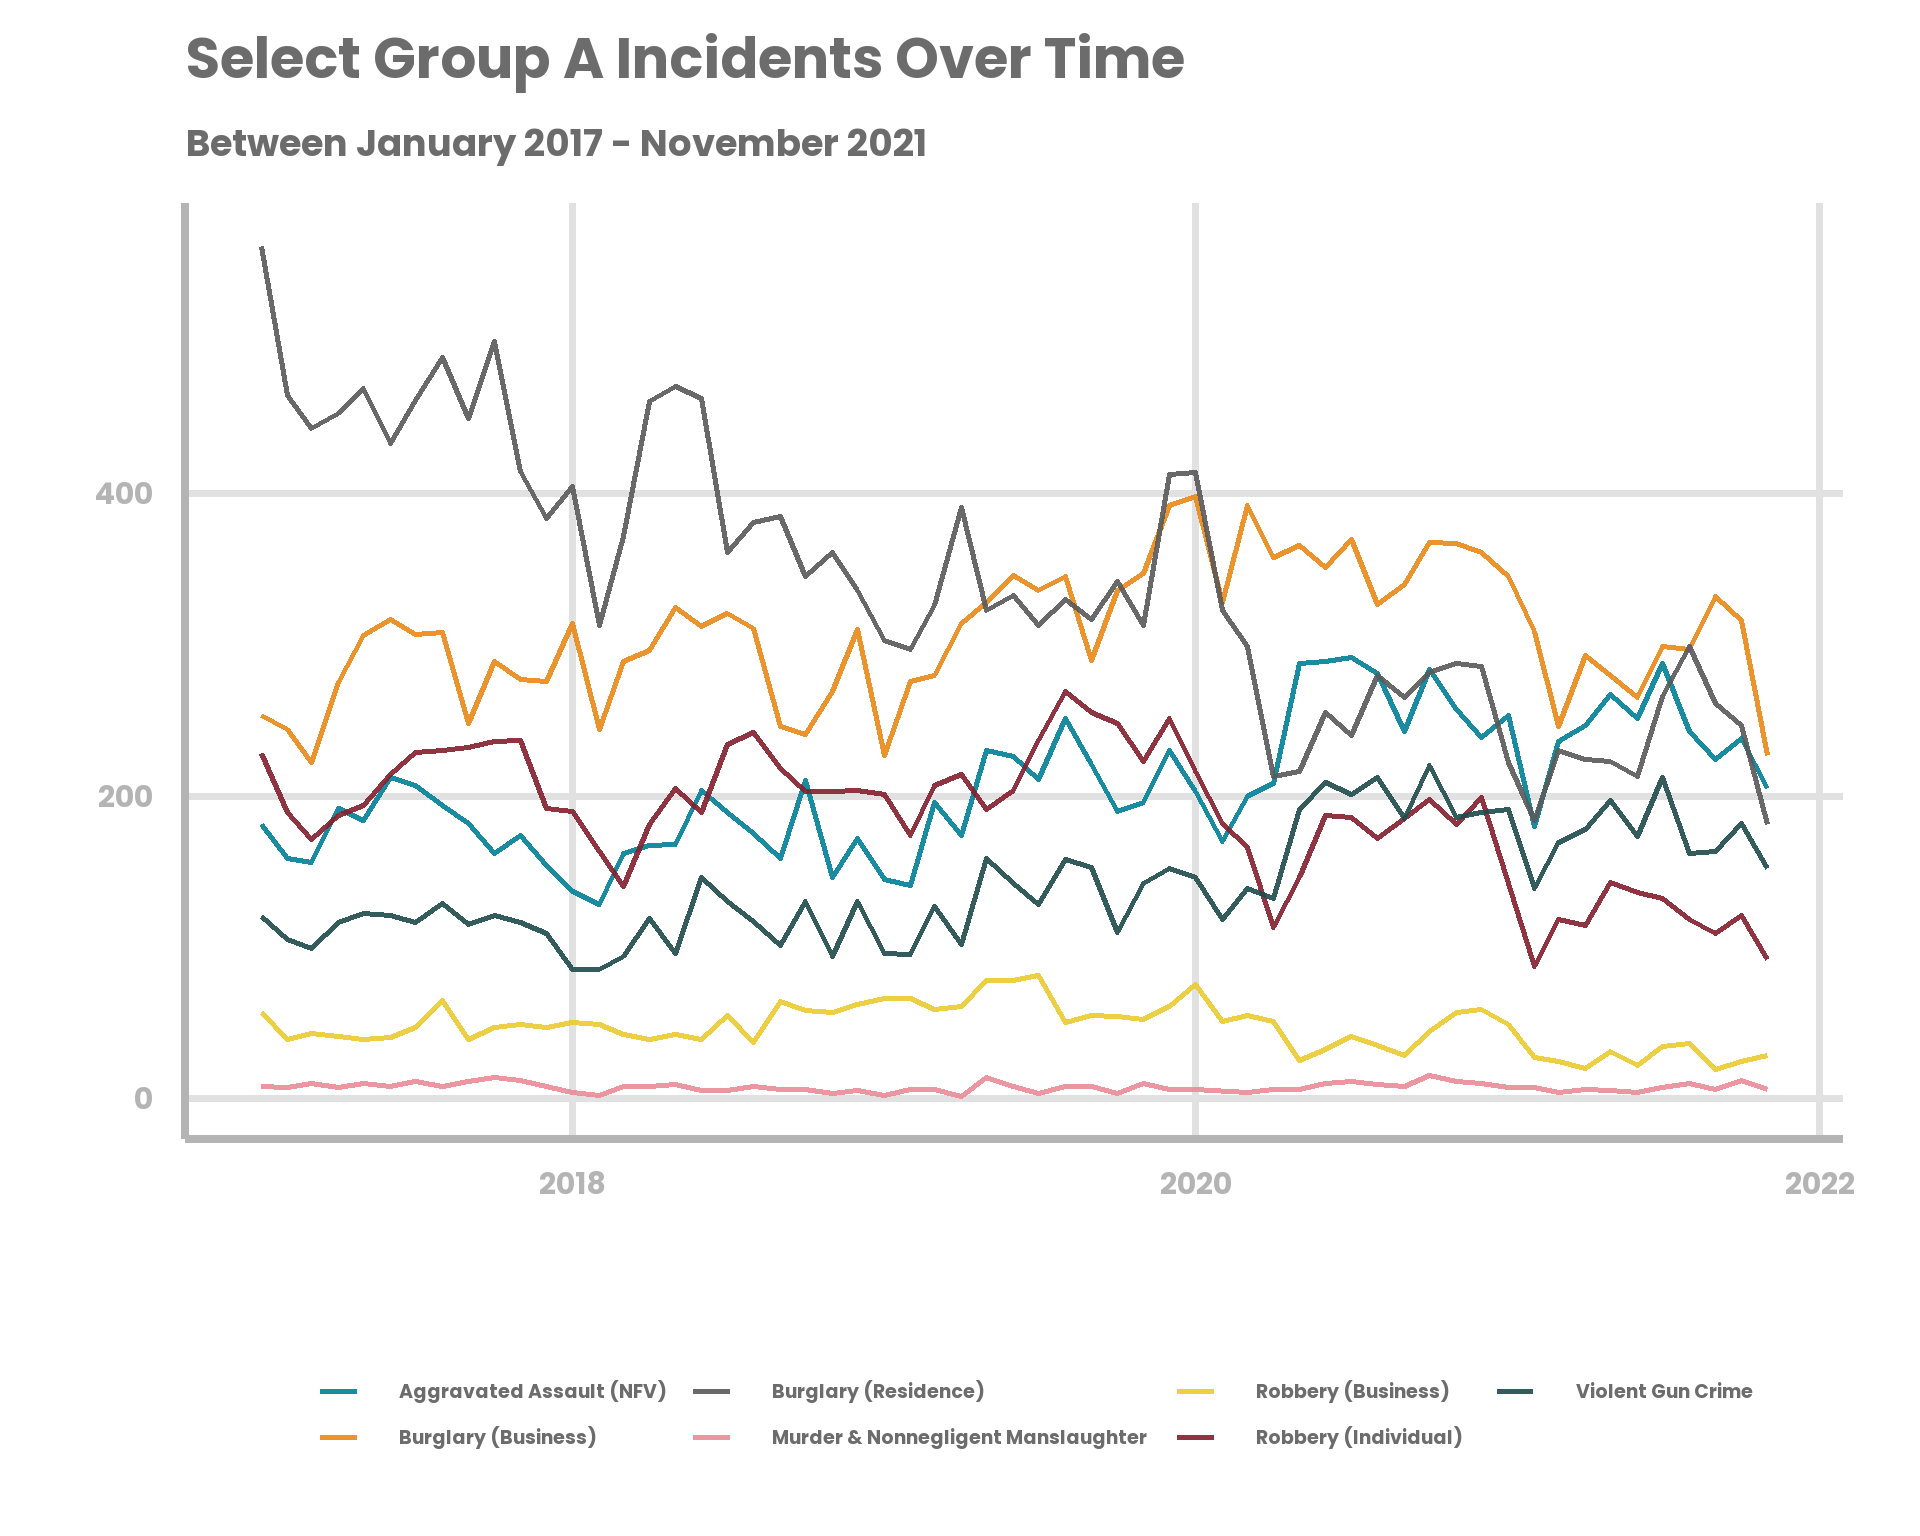 Select Group A Incidents Over Time
Between January 2017 - November 2021
400
200
0
2018 2020 2022
Aggravated Assault (NFV) Burglary (Residence) Robbery (Business) Violent Gun Crime
Burglary (Business) Murder & Nonnegligent Manslaughter Robbery (Individual)